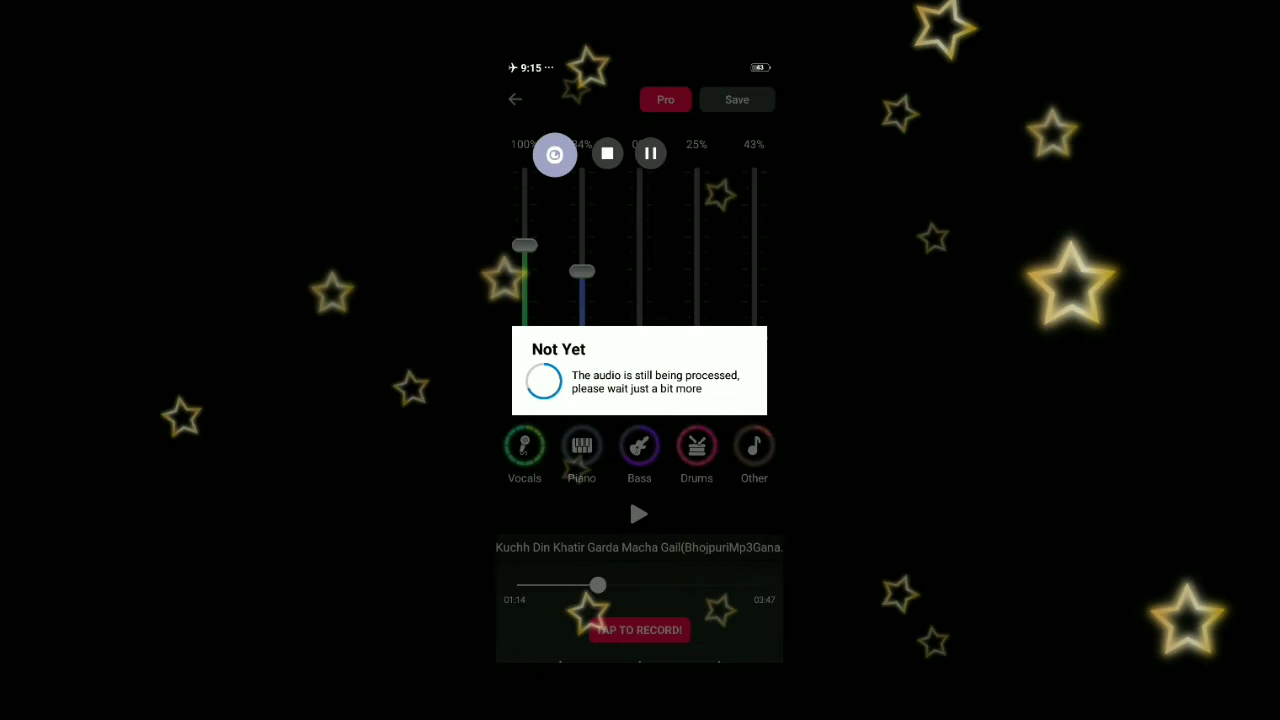 9:15 ...
63
Pro
Save
100%
25%
43%
Not Yet
The audio is still being processed,
please wait just a bit more
Vocals
Piano
Bass
Drums
Other
Kuchh Din Khatir Garda Macha Gail(BhojpuriMp3Gana.
01:14
03:47
TAP TO RECORD!